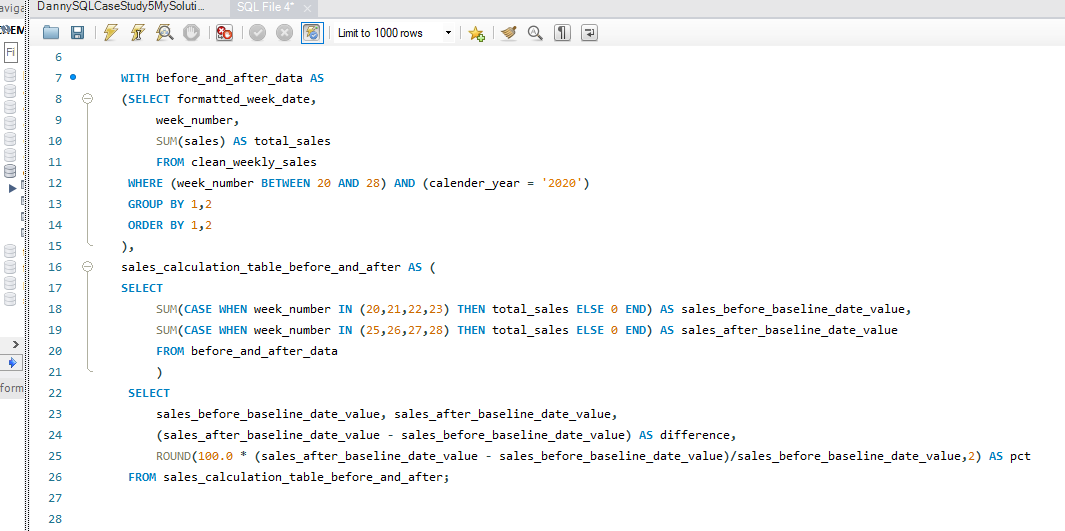 aviga
DannySQLCaseStudy5MySoluti...
SQL File 4*
Limit to 1000 rows
Fi
6
7 WITH before_and_after_data AS
8 (SELECT formatted_week_date,
9 week_number,
10 SUM(sales) AS total_sales
11 FROM clean_weekly_sales
12 WHERE (week_number BETWEEN 20 AND 28) AND (calender_year = '2020')
13 GROUP BY 1,2
14 ORDER BY 1,2
15 ),
16 sales_calculation_table_before_and_after AS (
17 SELECT
18 SUM(CASE WHEN week_number IN (20,21,22,23) THEN total_sales ELSE 0 END) AS sales_before_baseline_date_value,
19 SUM(CASE WHEN week_number IN (25,26,27,28) THEN total_sales ELSE 0 END) AS sales_after_baseline_date_value
20 FROM before_and_after_data
21 )
22 SELECT
23 sales_before_baseline_date_value, sales_after_baseline_date_value,
24 (sales_after_baseline_date_value - sales_before_baseline_date_value) AS difference,
25 ROUND(100.0 * (sales_after_baseline_date_value - sales_before_baseline_date_value)/sales_before_baseline_date_value,2) AS pct
26 FROM sales_calculation_table_before_and_after;
27
28
form